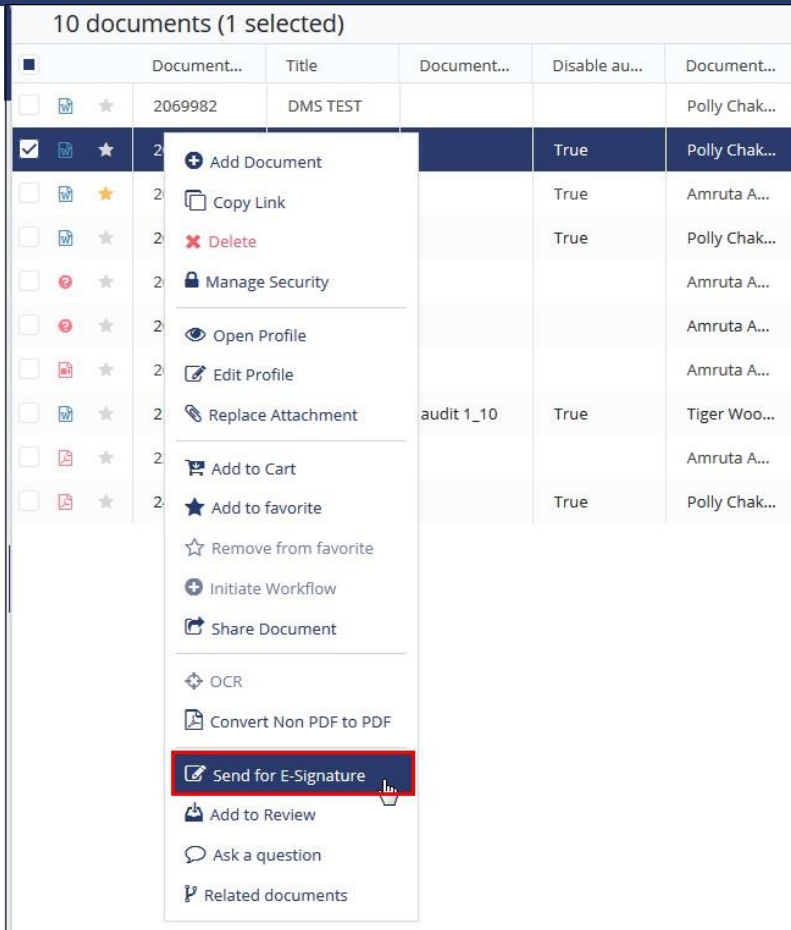 10 documents (1 selected)
Document... Title Document... Disable au... Document...
2069982 DMS TEST Polly Chak...
True Polly Chak...
True Amruta A...
True Polly Chak...
Amruta A...
Amruta A...
Amruta A...
audit 1_10 True Tiger Woo...
Amruta A...
True Polly Chak...
Add Document
Copy Link
Delete
Manage Security
Open Profile
Edit Profile
Replace Attachment
Add to Cart
Add to favorite
Remove from favorite
Initiate Workflow
Share Document
OCR
Convert Non PDF to PDF
Send for E-Signature
Add to Review
Ask a question
Related documents